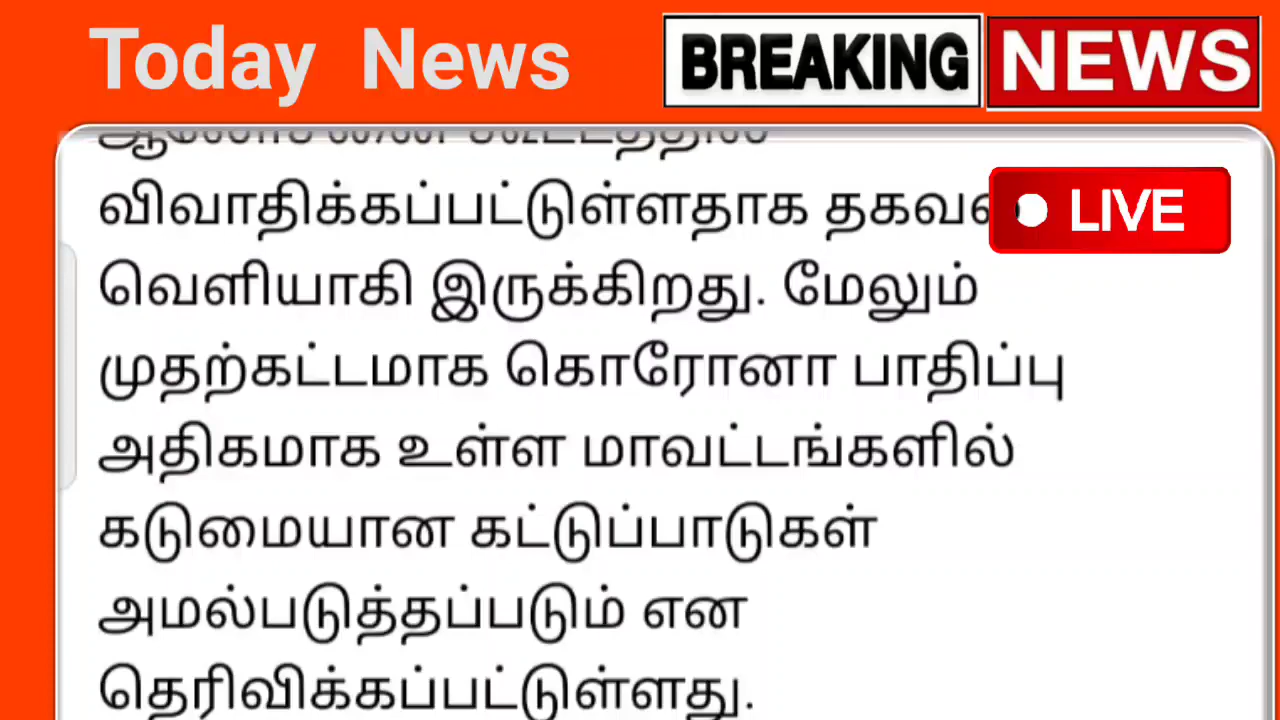 Today News
BREAKING NEWS
LIVE
விவாதிக்கப்பட்டுள்ளதாக
வெளியாகி இருக்கிறது. மேலும்
முதற்கட்டமாக கொரோனா பாதிப்பு
அதிகமாக உள்ள மாவட்டங்களில்
கடுமையான கட்டுப்பாடுகள்
அமல்படுத்தப்படும் என
தெரிவிக்கப்பட்டுள்ளது.